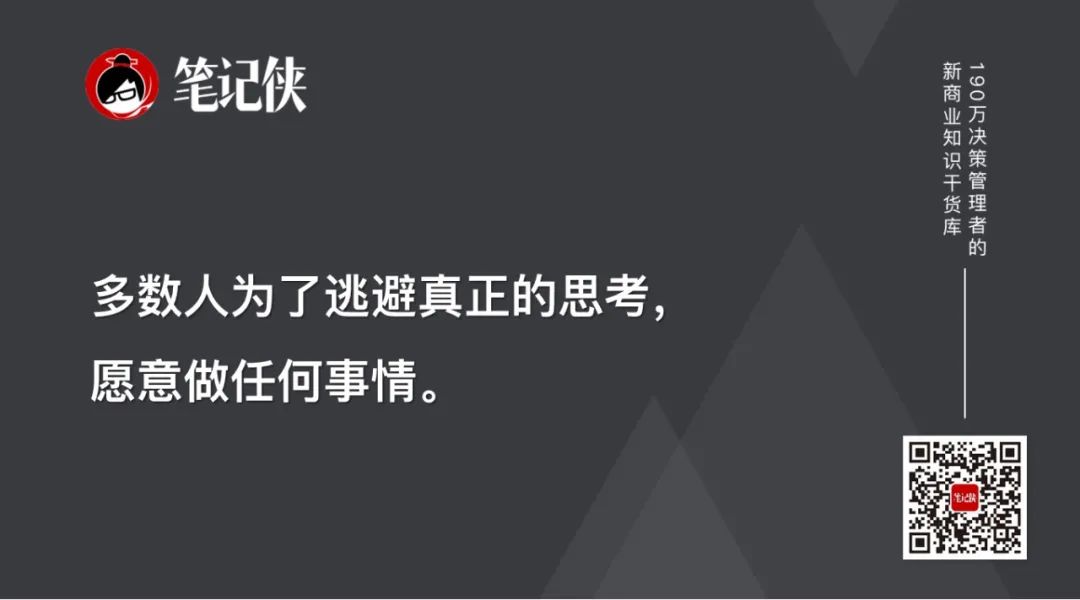 笔记侠
190万决策管理者的
新商业知识干货库
多数人为了逃避真正的思考，
愿意做任何事情。
笔记侠